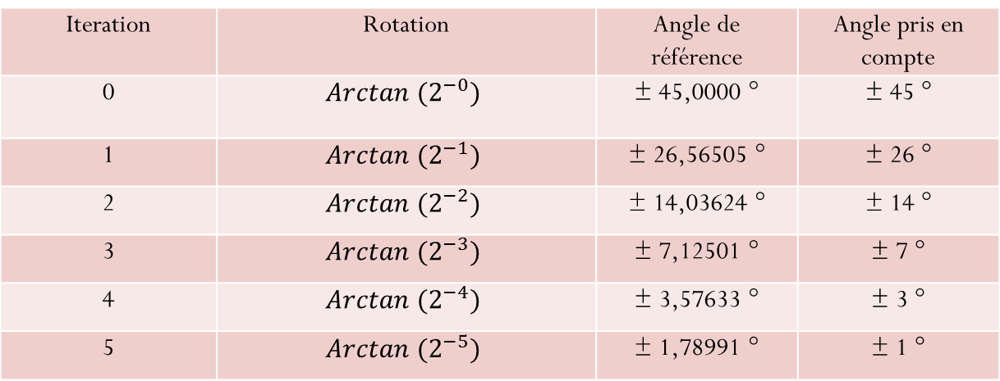 Iteration Rotation Angle de référence Angle pris en compte
0 Arctan (2⁻⁰) ± 45,0000 ° ± 45 °
1 Arctan (2⁻¹) ± 26,56505 ° ± 26 °
2 Arctan (2⁻²) ± 14,03624 ° ± 14 °
3 Arctan (2⁻³) ± 7,12501 ° ± 7 °
4 Arctan (2⁻⁴) ± 3,57633 ° ± 3 °
5 Arctan (2⁻⁵) ± 1,78991 ° ± 1 °